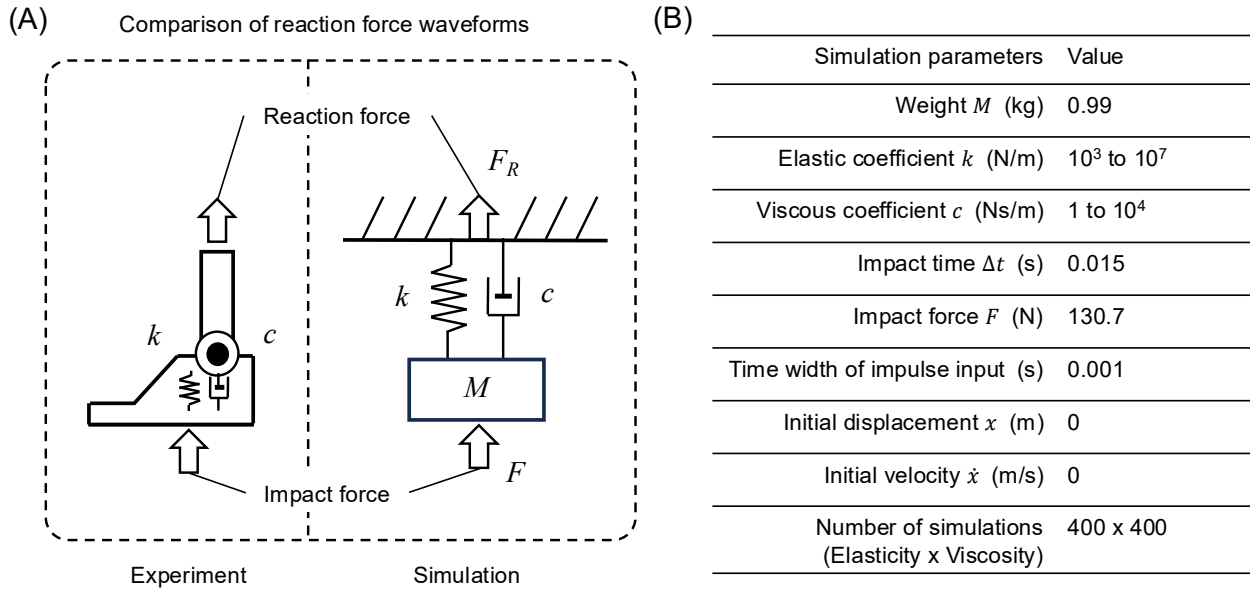 (A)
Comparison of reaction force waveforms
Reaction force
F_R
k
c
k
c
M
F
Impact force
Experiment
Simulation
(B)
Simulation parameters Value
Weight M (kg) 0.99
Elastic coefficient k (N/m) 10³ to 10⁷
Viscous coefficient c (Ns/m) 1 to 10⁴
Impact time Δt (s) 0.015
Impact force F (N) 130.7
Time width of impulse input (s) 0.001
Initial displacement x (m) 0
Initial velocity ẋ (m/s) 0
Number of simulations 400 x 400
(Elasticity x Viscosity)